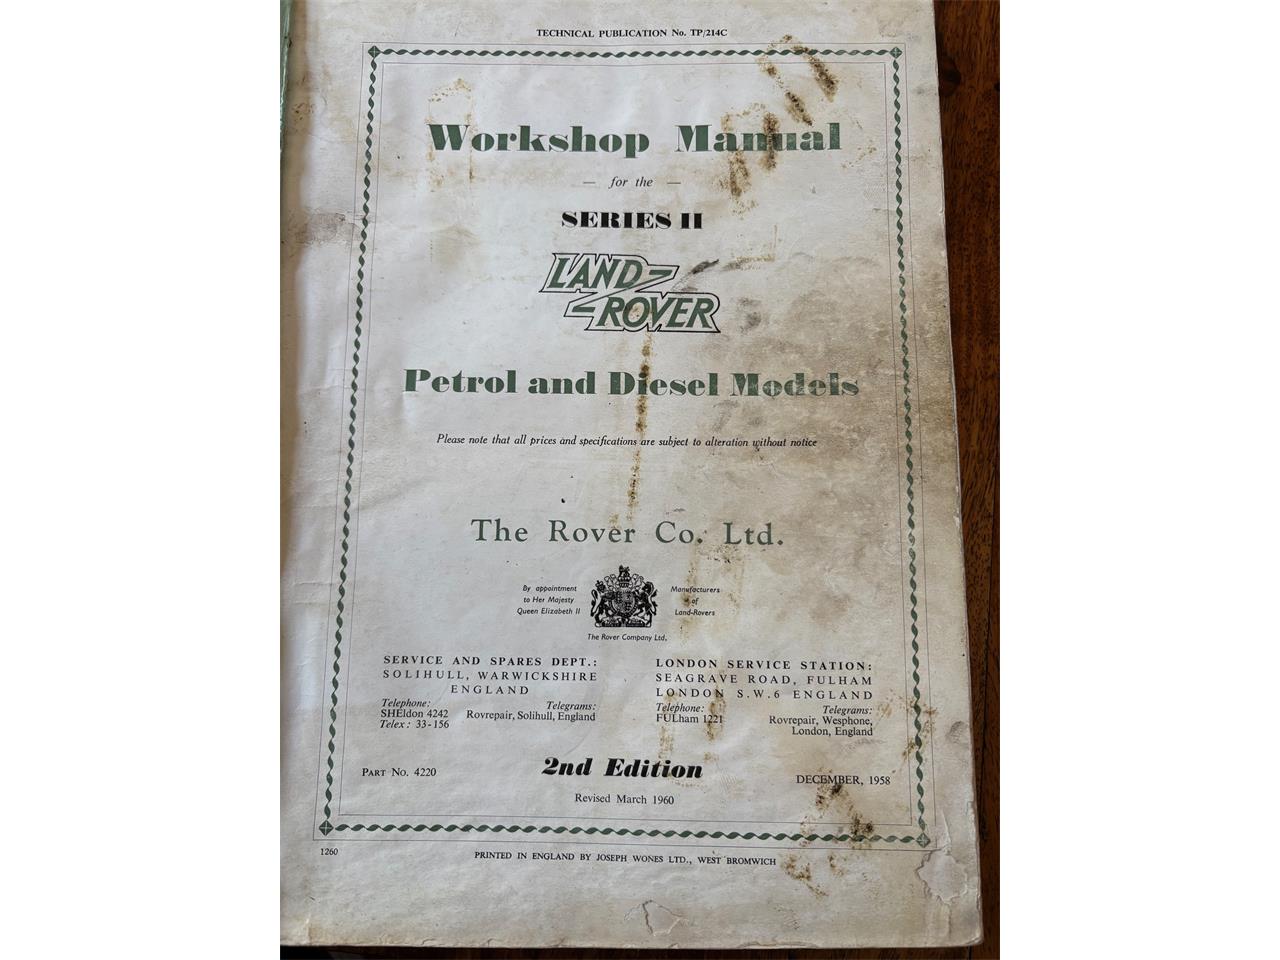 TECHNICAL PUBLICATION No. TP/214C
Workshop Manual
— for the —
SERIES II
LAND-
ROVER
Petrol and Diesel Models
Please note that all prices and specifications are subject to alteration without notice
The Rover Co. Ltd.
By appointment
to Her Majesty
Queen Elizabeth II
Manufacturers
of
Land-Rovers
The Rover Company Ltd.
SERVICE AND SPARES DEPT.:
SOLIHULL, WARWICKSHIRE
ENGLAND
Telephone: Telegrams:
SHEldon 4242 Rovrepair, Solihull, England
Telex: 33-156
LONDON SERVICE STATION:
SEAGRAVE ROAD, FULHAM
LONDON S.W.6 ENGLAND
Telephone: Telegrams:
FULham 1221 Rovrepair, Wesphone,
London, England
PART NO. 4220
2nd Edition
DECEMBER, 1958
Revised March 1960
1260
PRINTED IN ENGLAND BY JOSEPH WONES LTD., WEST BROMWICH